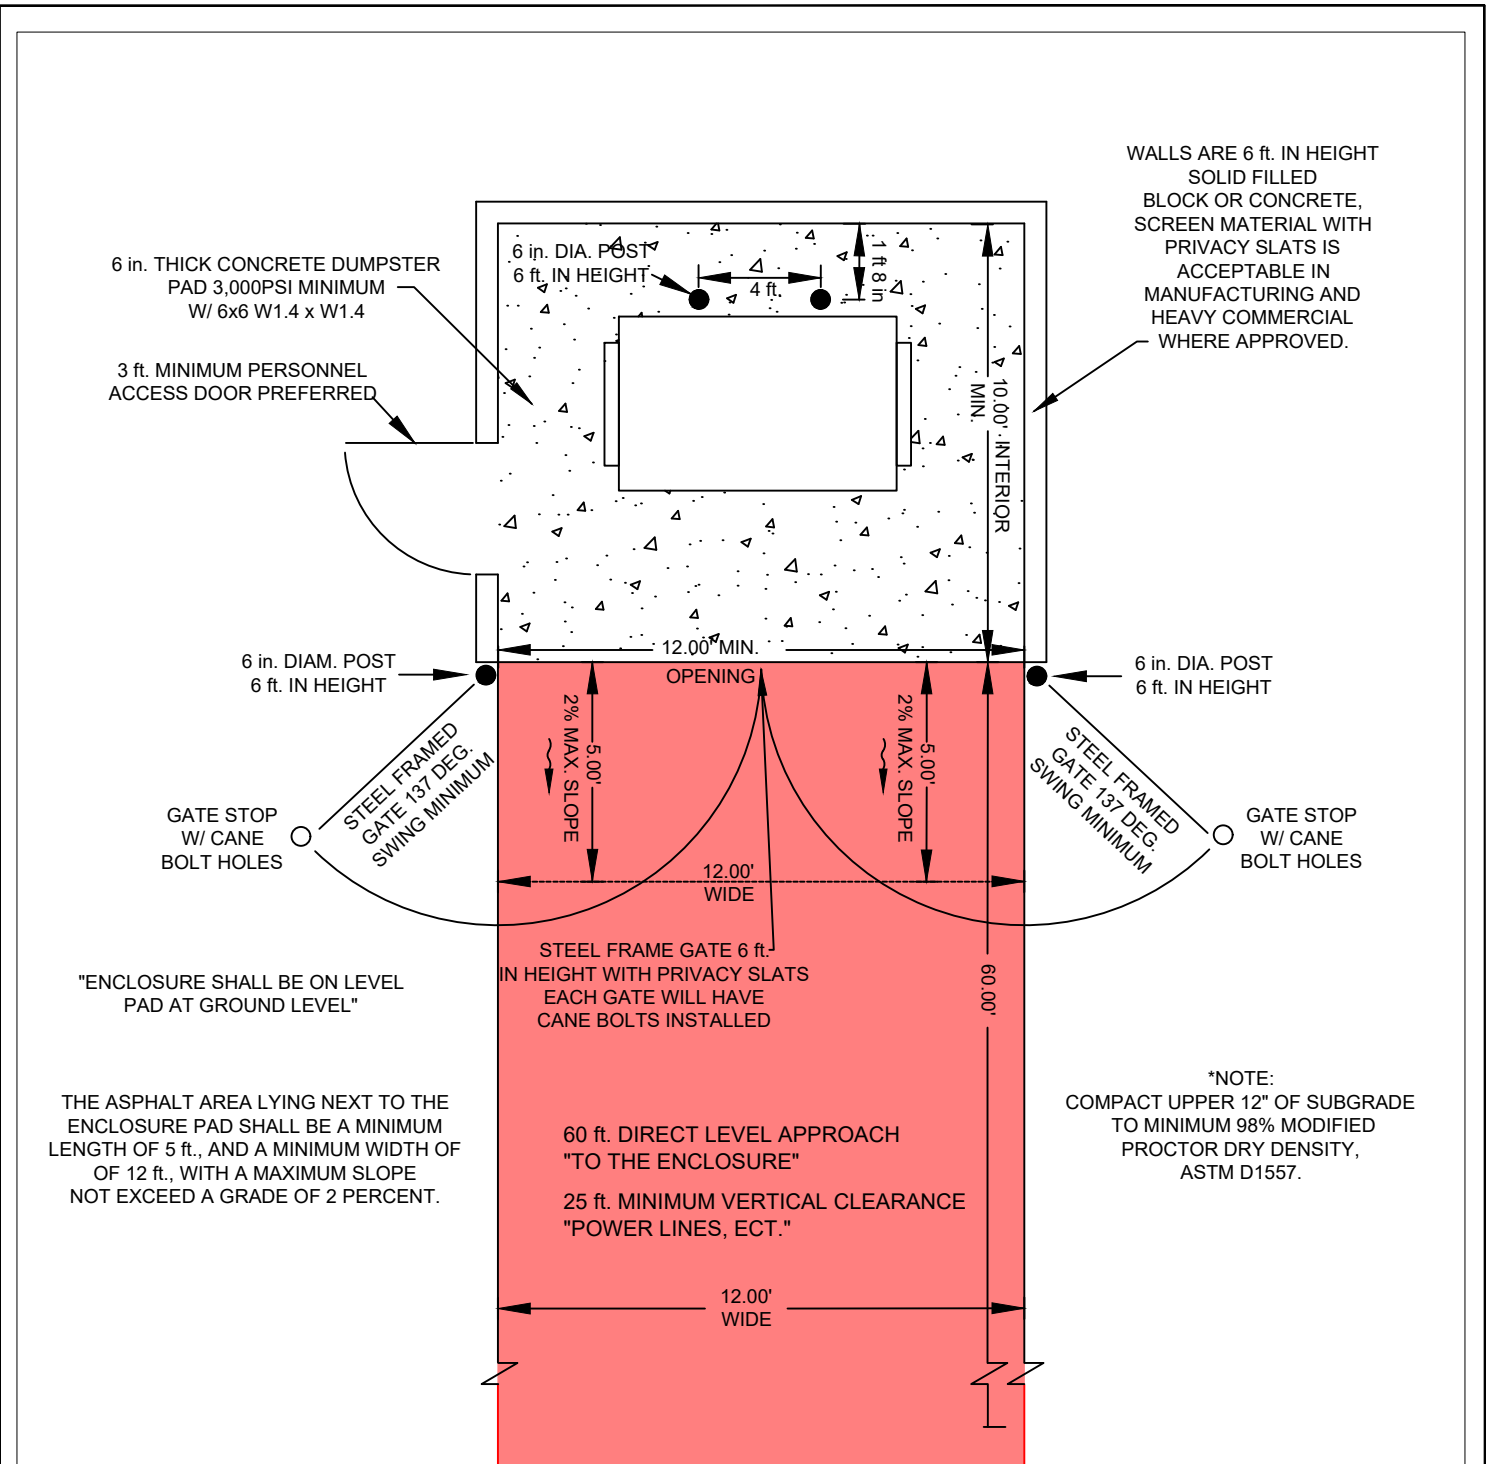 WALLS ARE 6 ft. IN HEIGHT
SOLID FILLED
BLOCK OR CONCRETE,
SCREEN MATERIAL WITH
PRIVACY SLATS IS
ACCEPTABLE IN
MANUFACTURING AND
HEAVY COMMERCIAL
WHERE APPROVED.
6 in. DIA. POST
6 ft. IN HEIGHT
4 ft.
1 ft 8 in
6 in. THICK CONCRETE DUMPSTER
PAD 3,000PSI MINIMUM
W/ 6x6 W1.4 x W1.4
3 ft. MINIMUM PERSONNEL
ACCESS DOOR PREFERRED
10.00' INTERIOR
MIN.
12.00' MIN.
OPENING
6 in. DIAM. POST
6 ft. IN HEIGHT
6 in. DIA. POST
6 ft. IN HEIGHT
STEEL FRAMED
GATE 137 DEG.
SWING MINIMUM
5.00'
2% MAX. SLOPE
5.00'
2% MAX. SLOPE
STEEL FRAMED
GATE 137 DEG.
SWING MINIMUM
GATE STOP
W/ CANE
BOLT HOLES
GATE STOP
W/ CANE
BOLT HOLES
12.00'
WIDE
STEEL FRAME GATE 6 ft.
IN HEIGHT WITH PRIVACY SLATS
EACH GATE WILL HAVE
CANE BOLTS INSTALLED
60.00'
"ENCLOSURE SHALL BE ON LEVEL
PAD AT GROUND LEVEL"
THE ASPHALT AREA LYING NEXT TO THE
ENCLOSURE PAD SHALL BE A MINIMUM
LENGTH OF 5 ft., AND A MINIMUM WIDTH OF
OF 12 ft., WITH A MAXIMUM SLOPE
NOT EXCEED A GRADE OF 2 PERCENT.
60 ft. DIRECT LEVEL APPROACH
"TO THE ENCLOSURE"
25 ft. MINIMUM VERTICAL CLEARANCE
"POWER LINES, ECT."
*NOTE:
COMPACT UPPER 12" OF SUBGRADE
TO MINIMUM 98% MODIFIED
PROCTOR DRY DENSITY,
ASTM D1557.
12.00'
WIDE